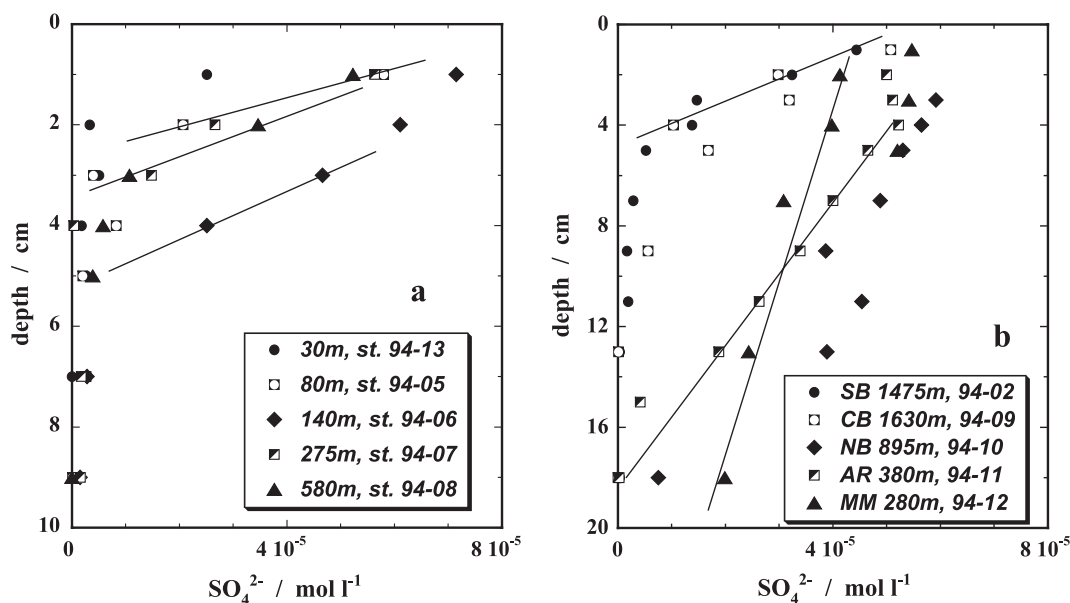 0
2
4
6
8
10
depth / cm
0
4 10⁻⁵
8 10⁻⁵
SO₄²⁻ / mol l⁻¹
a
30m, st. 94-13
80m, st. 94-05
140m, st. 94-06
275m, st. 94-07
580m, st. 94-08
0
4
8
12
16
20
depth / cm
0
4 10⁻⁵
8 10⁻⁵
SO₄²⁻ / mol l⁻¹
b
SB 1475m, 94-02
CB 1630m, 94-09
NB 895m, 94-10
AR 380m, 94-11
MM 280m, 94-12